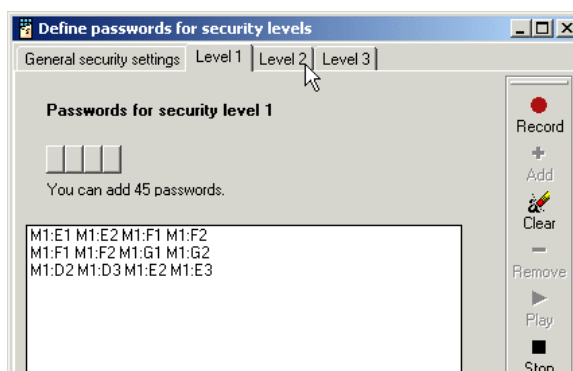 Define passwords for security levels
General security settings Level 1 Level 2 Level 3
Passwords for security level 1
You can add 45 passwords.
M1:E1 M1:E2 M1:F1 M1:F2
M1:F1 M1:F2 M1:G1 M1:G2
M1:D2 M1:D3 M1:E2 M1:E3
Record
Add
Clear
Remove
Play
Stop